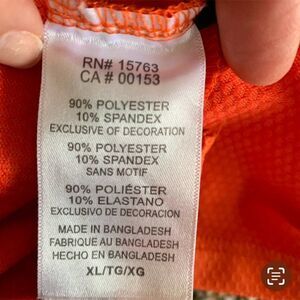 RN# 15763
CA # 00153
90% POLYESTER
10% SPANDEX
EXCLUSIVE OF DECORATION
90% POLYESTER
10% SPANDEX
SANS MOTIF
90% POLIÉSTER
10% ELASTANO
EXCLUSIVO DE DECORACION
MADE IN BANGLADESH
FABRIQUE AU BANGLADESH
HECHO EN BANGLADESH
XL/TG/XG